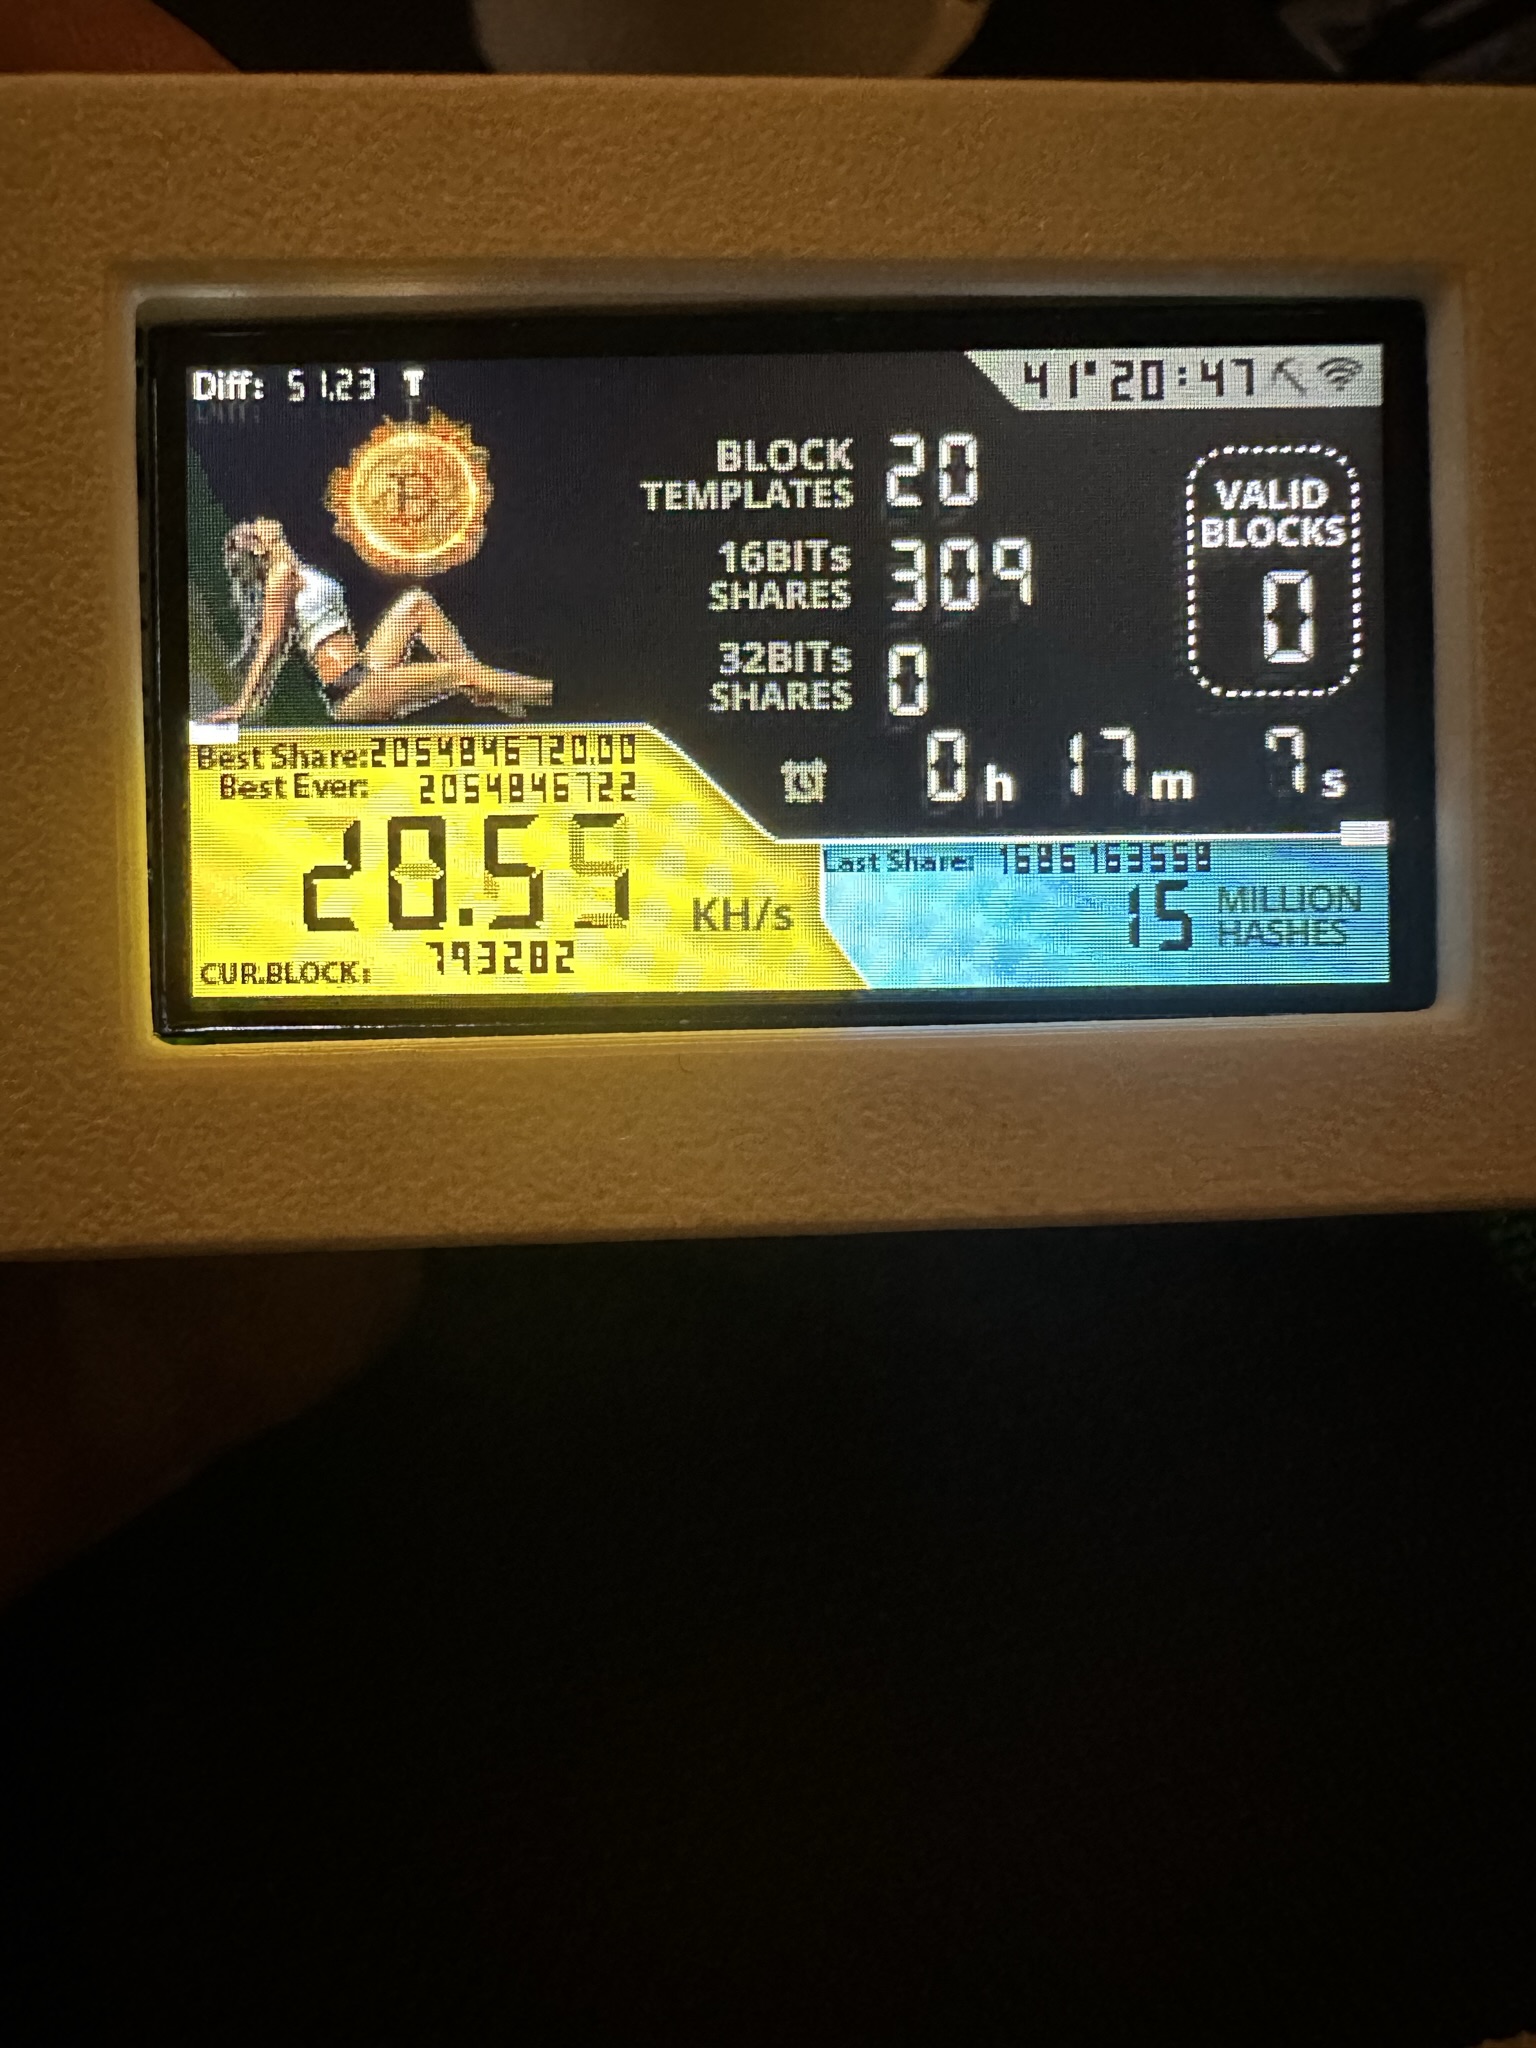 Diff: 51.23 T
41°20:47
BLOCK
TEMPLATES
20
16BITs
SHARES
309
32BITs
SHARES
0
VALID
BLOCKS
0
0h 17m 7s
Best Share:2054846720.00
Best Ever: 2054846722
KH/s
CUR.BLOCK: 793282
Last Share: 1686163558
15
MILLION
HASHES